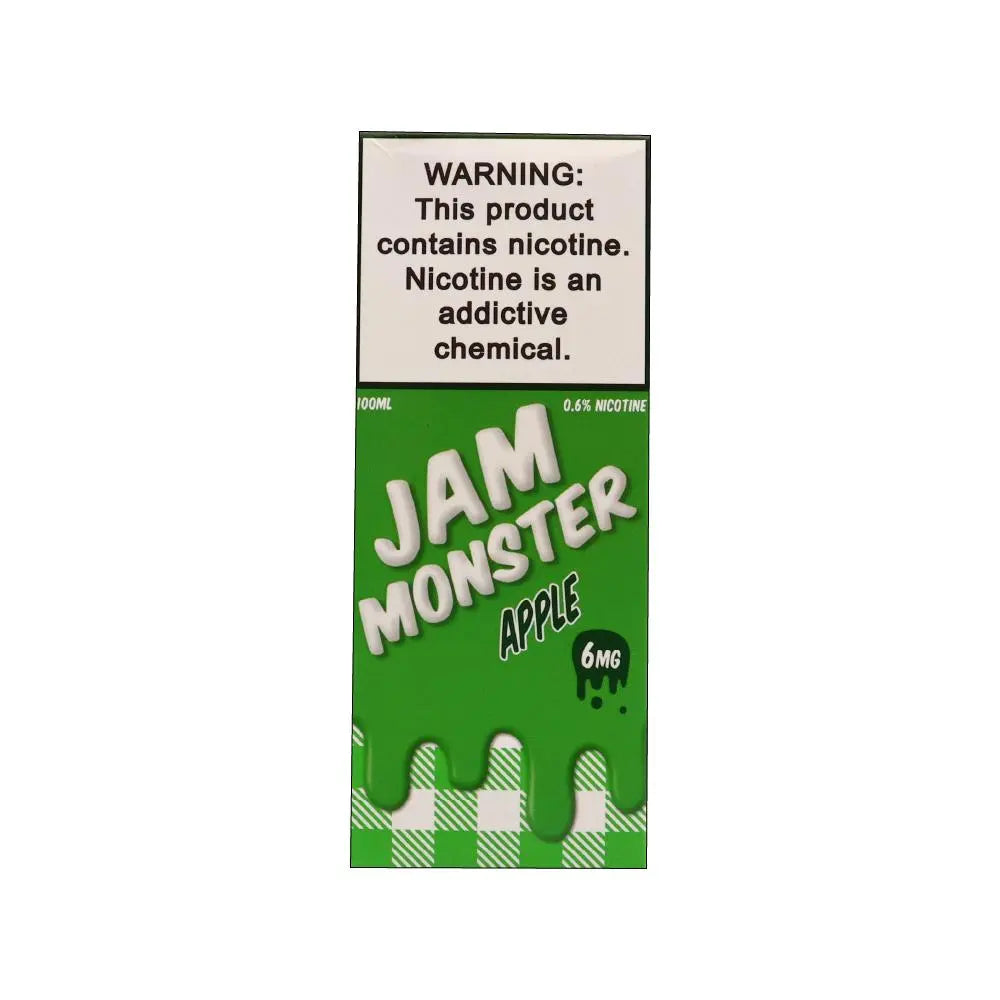 WARNING:
This product
contains nicotine.
Nicotine is an
addictive
chemical.
100ML 0.6% NICOTINE
JAM
MONSTER
APPLE
6MG